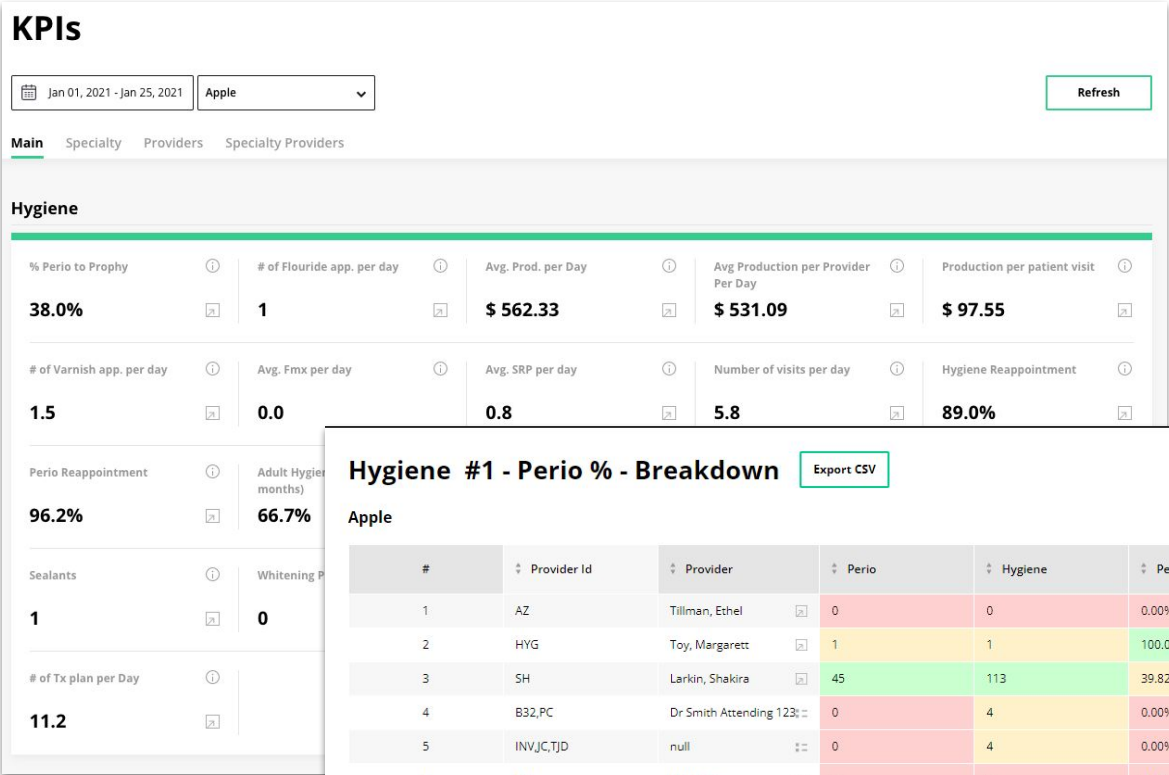 KPIs
Jan 01, 2021 - Jan 25, 2021
Apple
Refresh
Main Specialty Providers Specialty Providers
Hygiene
% Perio to Prophy
38.0%
# of Flouride app. per day
1
Avg. Prod. per Day
$ 562.33
Avg Production per Provider
Per Day
$ 531.09
Production per patient visit
$ 97.55
# of Varnish app. per day
1.5
Avg. Fmx per day
0.0
Avg. SRP per day
0.8
Number of visits per day
5.8
Hygiene Reappointment
89.0%
Perio Reappointment
96.2%
Adult Hygien
months)
66.7%
Sealants
1
Whitening P
0
# of Tx plan per Day
11.2
Hygiene #1 - Perio % - Breakdown
Export CSV
Apple
# Provider Id Provider Perio Hygiene Pe
1 AZ Tillman, Ethel 0 0 0.00%
2 HYG Toy, Margarett 1 1 100.0
3 SH Larkin, Shakira 45 113 39.82
4 B32,PC Dr Smith Attending 123 0 4 0.00%
5 INV,JC,TJD null 0 4 0.00%